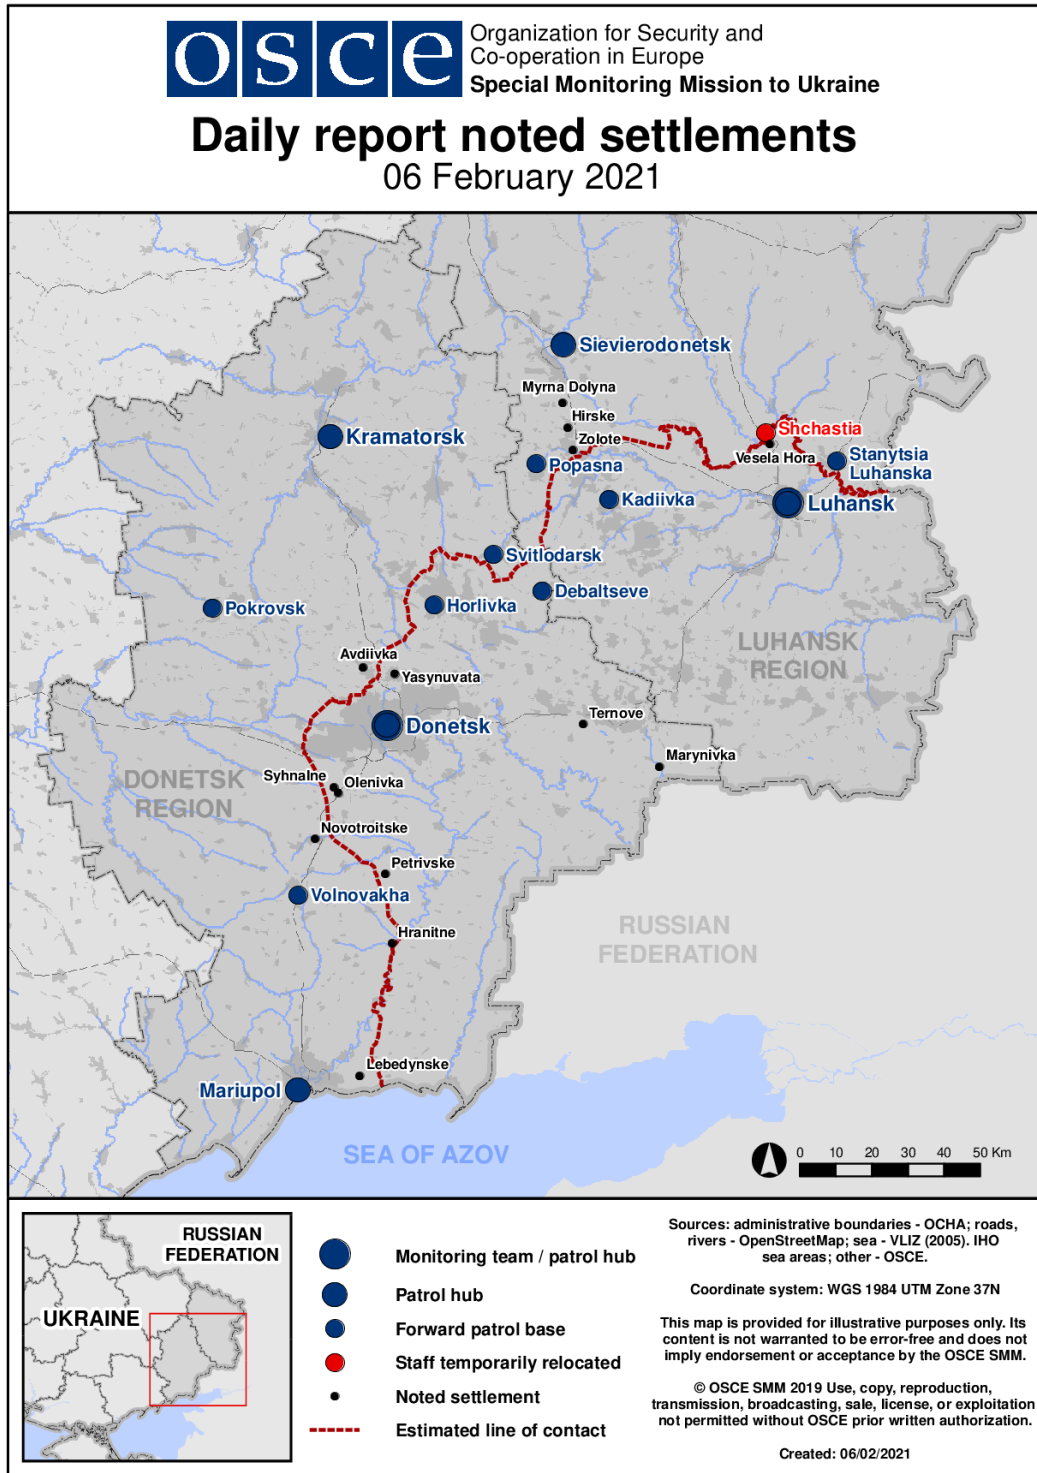 osce
Organization for Security and
Co-operation in Europe
Special Monitoring Mission to Ukraine
Daily report noted settlements
06 February 2021
Sievierodonetsk
Myrna Dolyna
Hirske
Zolote
Kramatorsk
Shchastia
Vesela Hora
Stanytsia
Luhanska
Popasna
Kadiivka
Luhansk
Svitlodarsk
Debaltseve
Pokrovsk
Horlivka
LUHANSK
REGION
Avdiivka
Yasynuvata
Donetsk
Ternove
Marynivka
DONETSK
REGION
Syhnalne
Olenivka
Novotroitske
Petrivske
Volnovakha
Hranitne
RUSSIAN
FEDERATION
Lebedynske
Mariupol
SEA OF AZOV
0 10 20 30 40 50 Km
RUSSIAN
FEDERATION
UKRAINE
Monitoring team / patrol hub
Patrol hub
Forward patrol base
Staff temporarily relocated
Noted settlement
Estimated line of contact
Sources: administrative boundaries - OCHA; roads,
rivers - OpenStreetMap; sea - VLIZ (2005). IHO
sea areas; other - OSCE.
Coordinate system: WGS 1984 UTM Zone 37N
This map is provided for illustrative purposes only. Its
content is not warranted to be error-free and does not
imply endorsement or acceptance by the OSCE SMM.
© OSCE SMM 2019 Use, copy, reproduction,
transmission, broadcasting, sale, license, or exploitation
not permitted without OSCE prior written authorization.
Created: 06/02/2021